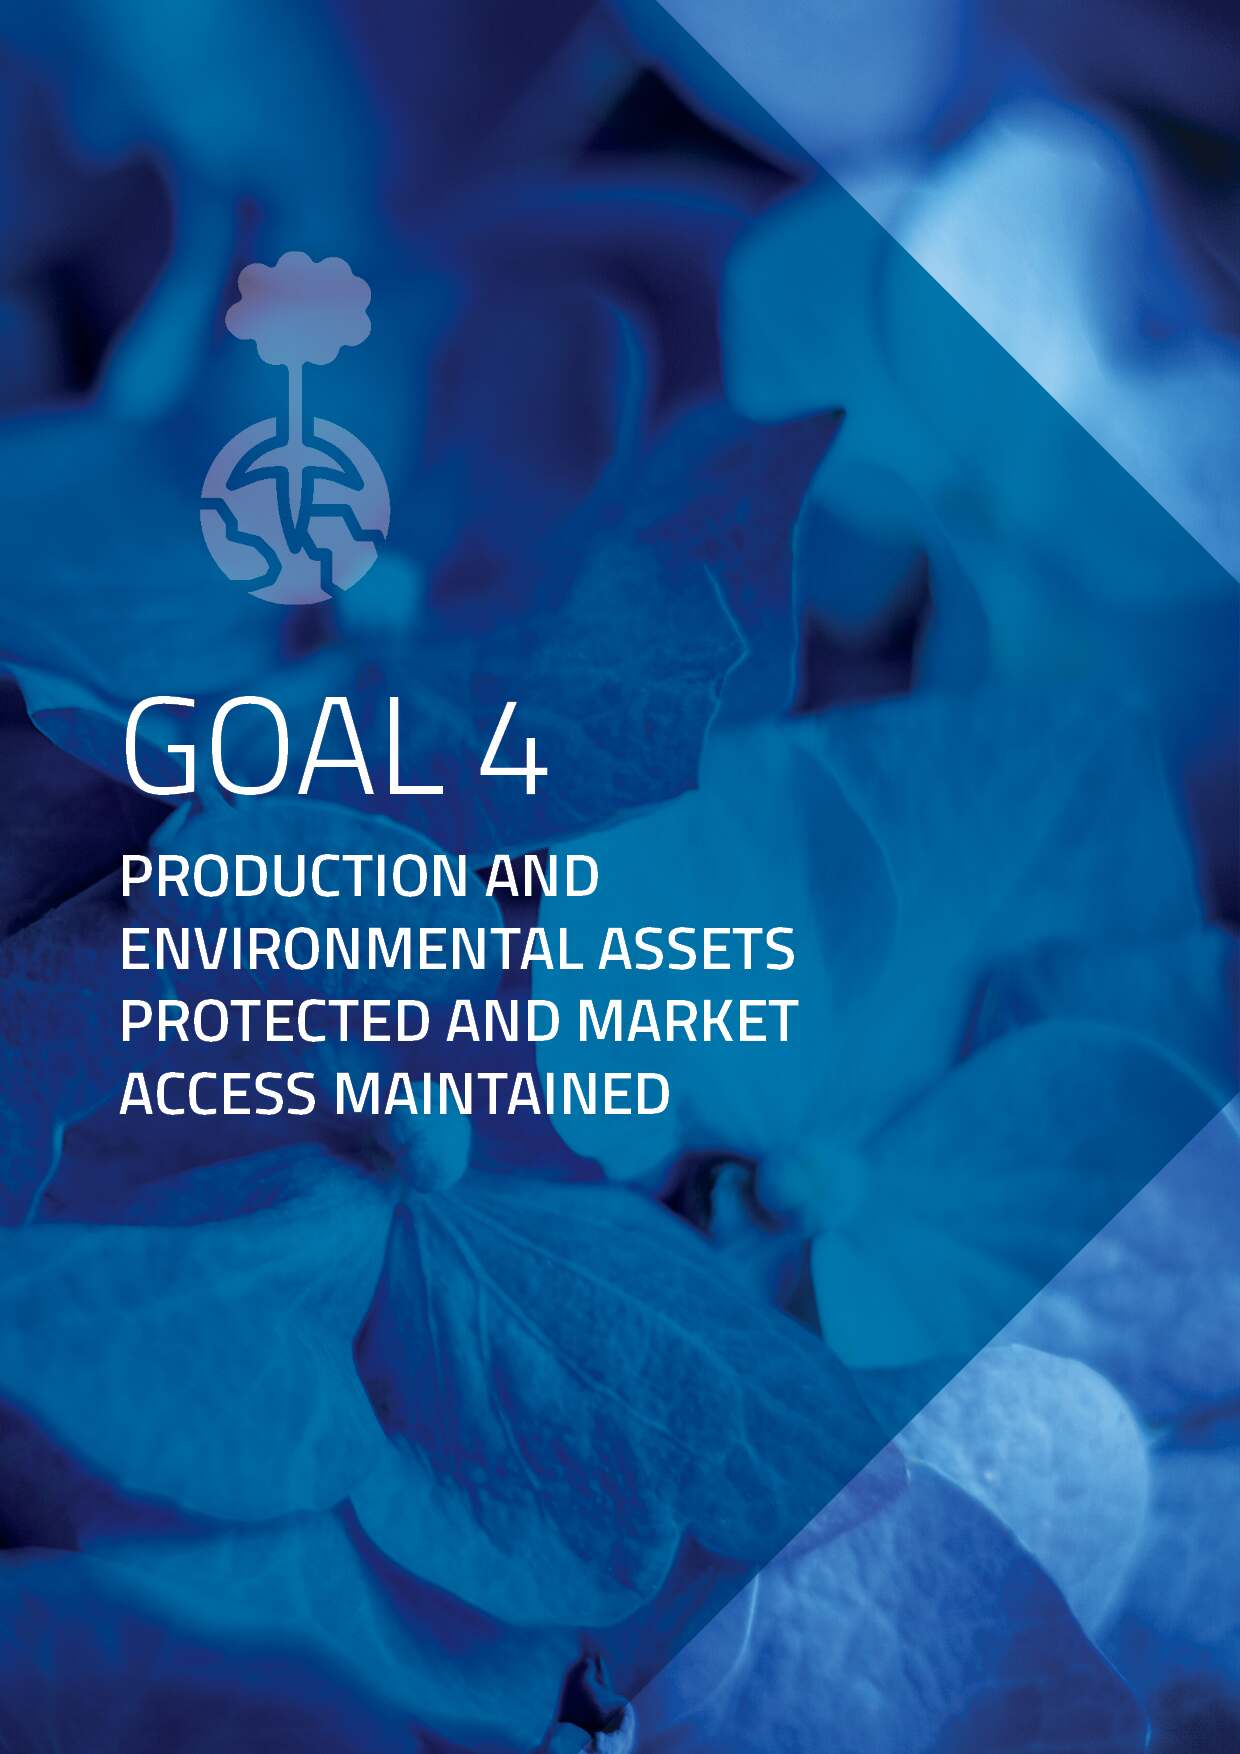 GOAL 4
PRODUCTION AND
ENVIRONMENTAL ASSETS
PROTECTED AND MARKET
ACCESS MAINTAINED